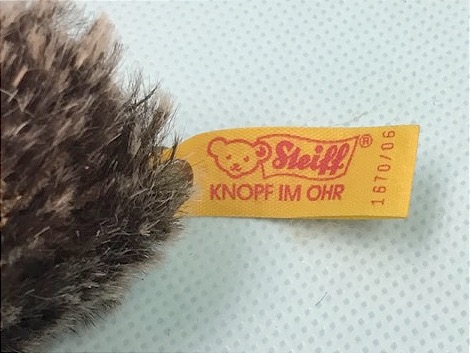 Steiff®
KNOPF IM OHR
1670/06